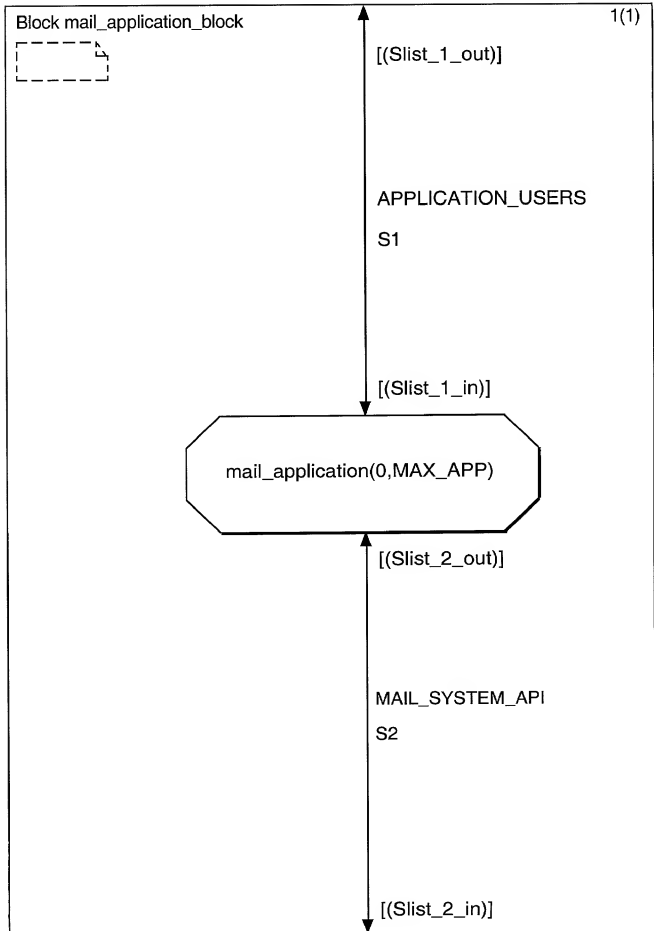 Block mail_application_block
1(1)
[(Slist_1_out)]
APPLICATION_USERS
S1
[(Slist_1_in)]
mail_application(0,MAX_APP)
[(Slist_2_out)]
MAIL_SYSTEM_API
S2
[(Slist_2_in)]